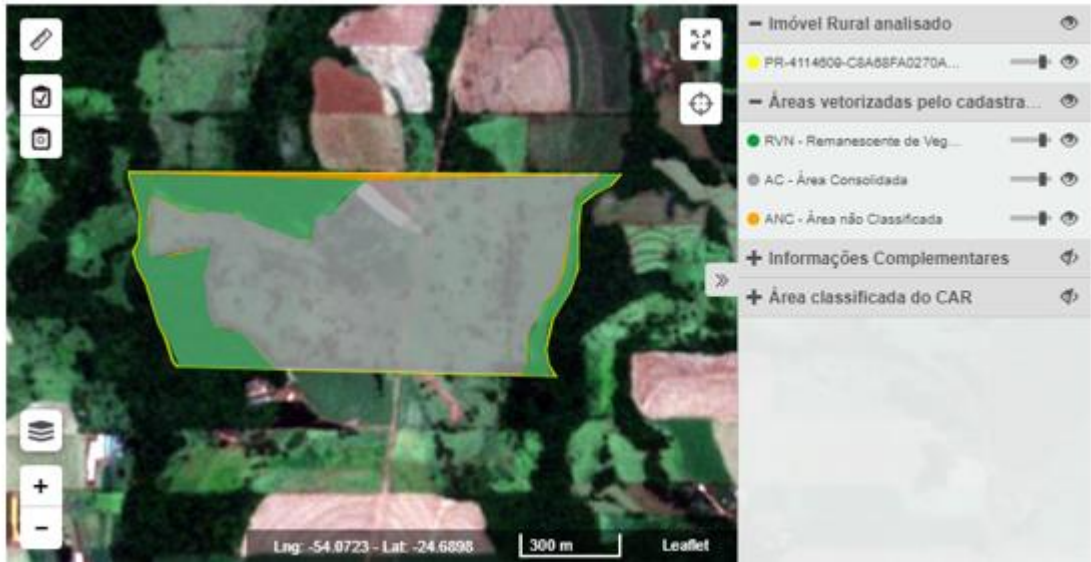 Imóvel Rural analisado
PR-4114609-C8A68FA0270A...
Áreas vetorizadas pelo cadastra...
RVN - Remanescente de Veg...
AC - Área Consolidada
ANC - Área não Classificada
Informações Complementares
Área classificada do CAR
Lng: -54.0723 - Lat: -24.6898
300 m
Leaflet